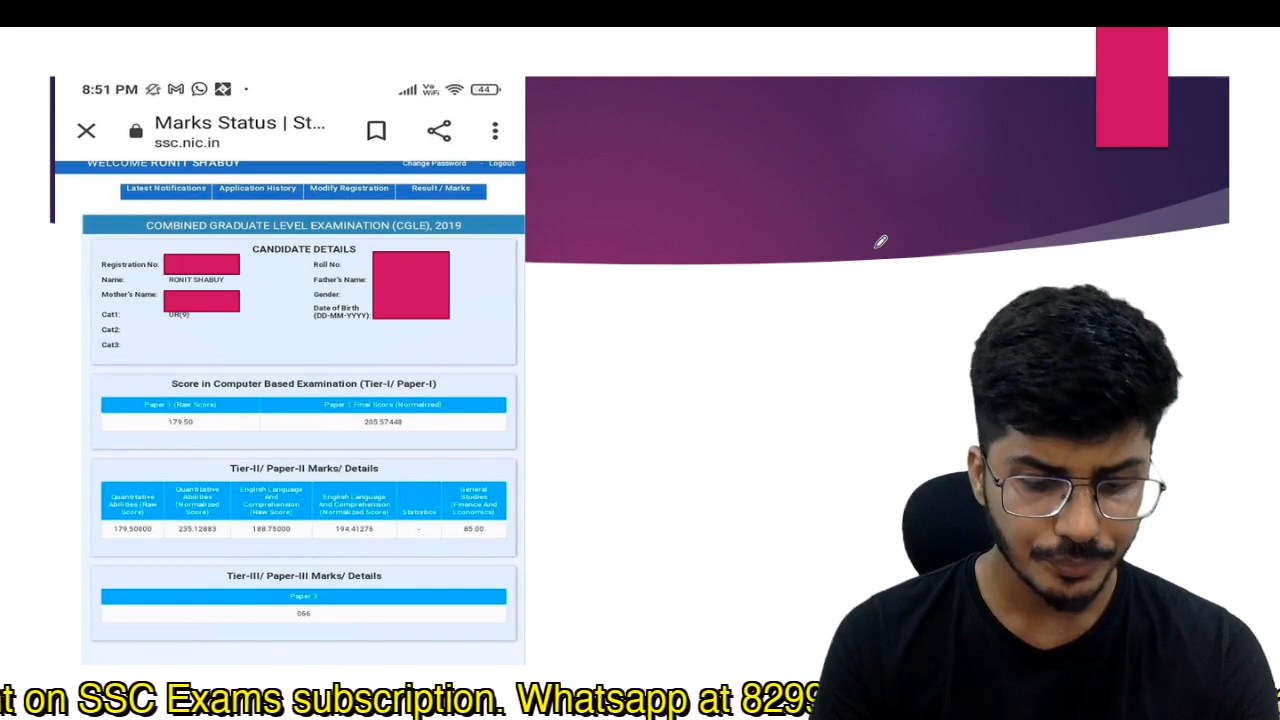 8:51 PM
Vo WiFi 44
Marks Status | St...
ssc.nic.in
WELCOME RONIT SHABUY
Change Password - Logout
Latest Notifications Application History Modify Registration Result / Marks
COMBINED GRADUATE LEVEL EXAMINATION (CGLE), 2019
CANDIDATE DETAILS
Registration No: Roll No:
Name: RONIT SHABUY Father's Name:
Mother's Name: Gender:
Cat1: UR(9) Date of Birth (DD-MM-YYYY):
Cat2:
Cat3:
Score in Computer Based Examination (Tier-I/ Paper-I)
Paper 1 (Raw Score) Paper 1 Final Score (Normalized)
179.50 205.57448
Tier-II/ Paper-II Marks/ Details
Quantitative Abilities (Raw Score) Quantitative Abilities (Normalized Score) English Language And Comprehension (Raw Score) English Language And Comprehension (Normalized Score) Statistics General Studies (Finance And Economics)
179.50000 235.12883 188.75000 194.41276 - 85.00
Tier-III/ Paper-III Marks/ Details
Paper 3
066
t on SSC Exams subscription. Whatsapp at 8299